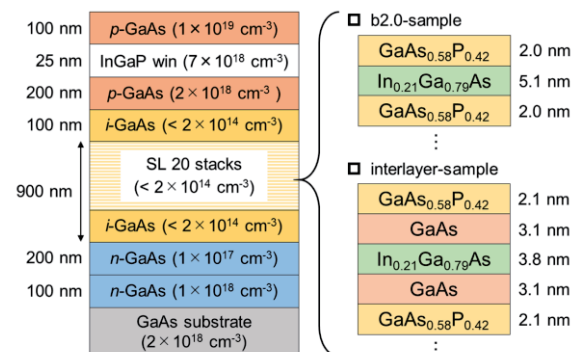 100 nm
p-GaAs (1×10¹⁹ cm⁻³)
25 nm
InGaP win (7×10¹⁸ cm⁻³)
200 nm
p-GaAs (2×10¹⁸ cm⁻³ )
100 nm
i-GaAs (< 2×10¹⁴ cm⁻³)
900 nm
SL 20 stacks
(< 2×10¹⁴ cm⁻³)
i-GaAs (< 2×10¹⁴ cm⁻³)
200 nm
n-GaAs (1×10¹⁷ cm⁻³)
100 nm
n-GaAs (1×10¹⁸ cm⁻³)
GaAs substrate
(2×10¹⁸ cm⁻³)
b2.0-sample
GaAs₀.₅₈P₀.₄₂ 2.0 nm
In₀.₂₁Ga₀.₇₉As 5.1 nm
GaAs₀.₅₈P₀.₄₂ 2.0 nm
⋮
interlayer-sample
GaAs₀.₅₈P₀.₄₂ 2.1 nm
GaAs 3.1 nm
In₀.₂₁Ga₀.₇₉As 3.8 nm
GaAs 3.1 nm
GaAs₀.₅₈P₀.₄₂ 2.1 nm
⋮